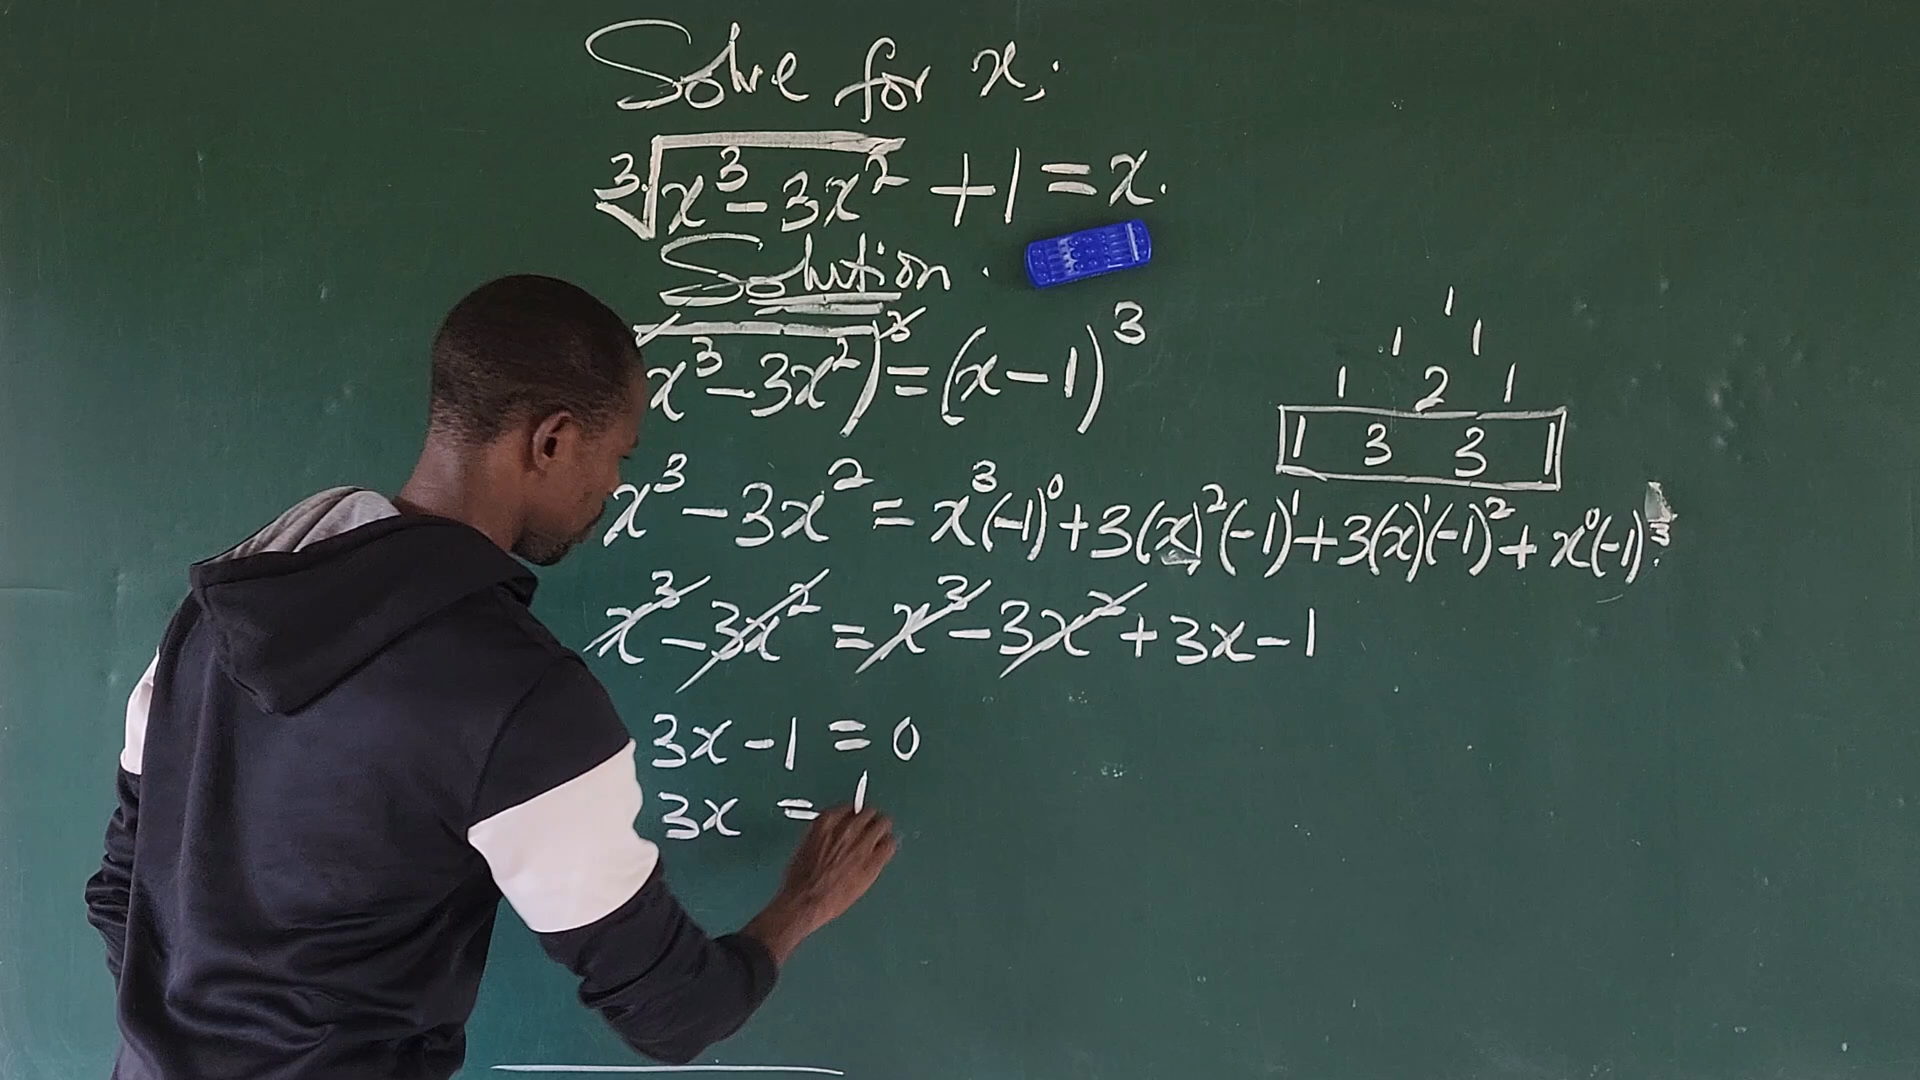 Solve for x;
∛(x³ - 3x²) + 1 = x.
Solution.
x³ - 3x²)³ = (x - 1)³
x³ - 3x² = x³(-1)⁰ + 3(x)²(-1)¹ + 3(x)¹(-1)² + x⁰(-1)³.
x³ - 3x² = x³ - 3x² + 3x - 1
3x - 1 = 0
3x = 1
1
1 1
1 2 1
1 3 3 1